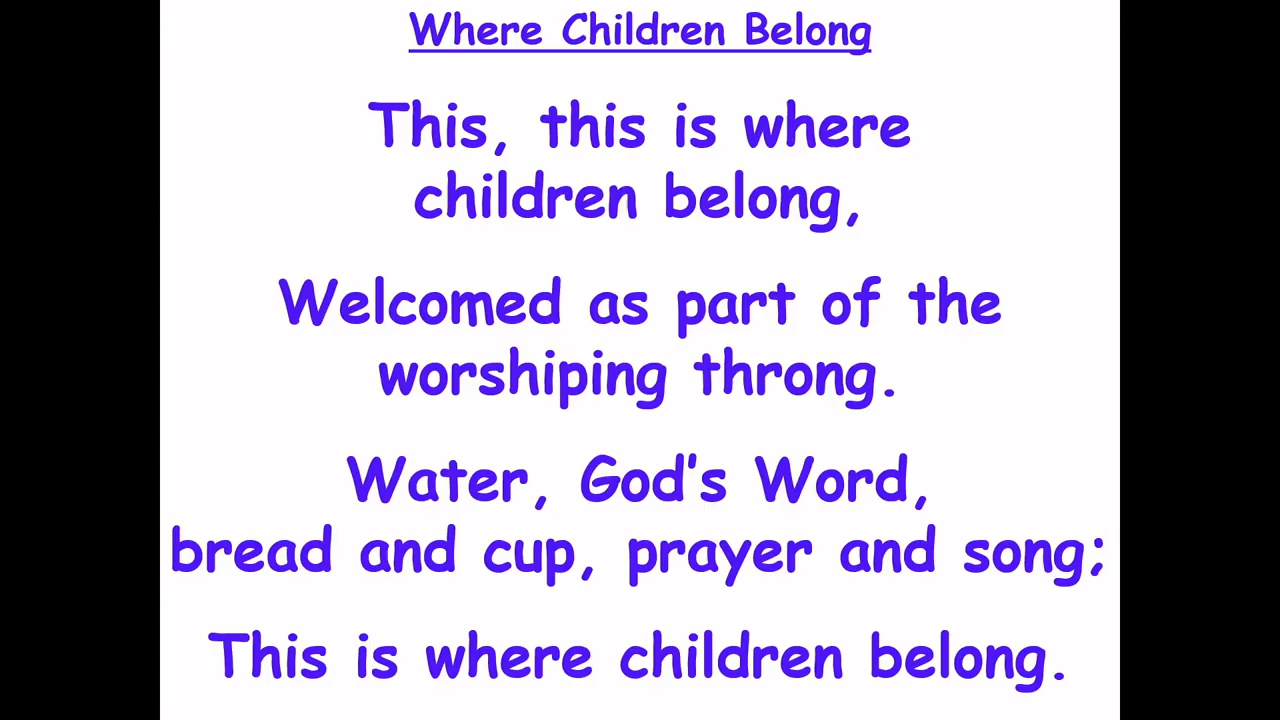 Where Children Belong
This, this is where
children belong,
Welcomed as part of the
worshiping throng.
Water, God's Word,
bread and cup, prayer and song;
This is where children belong.